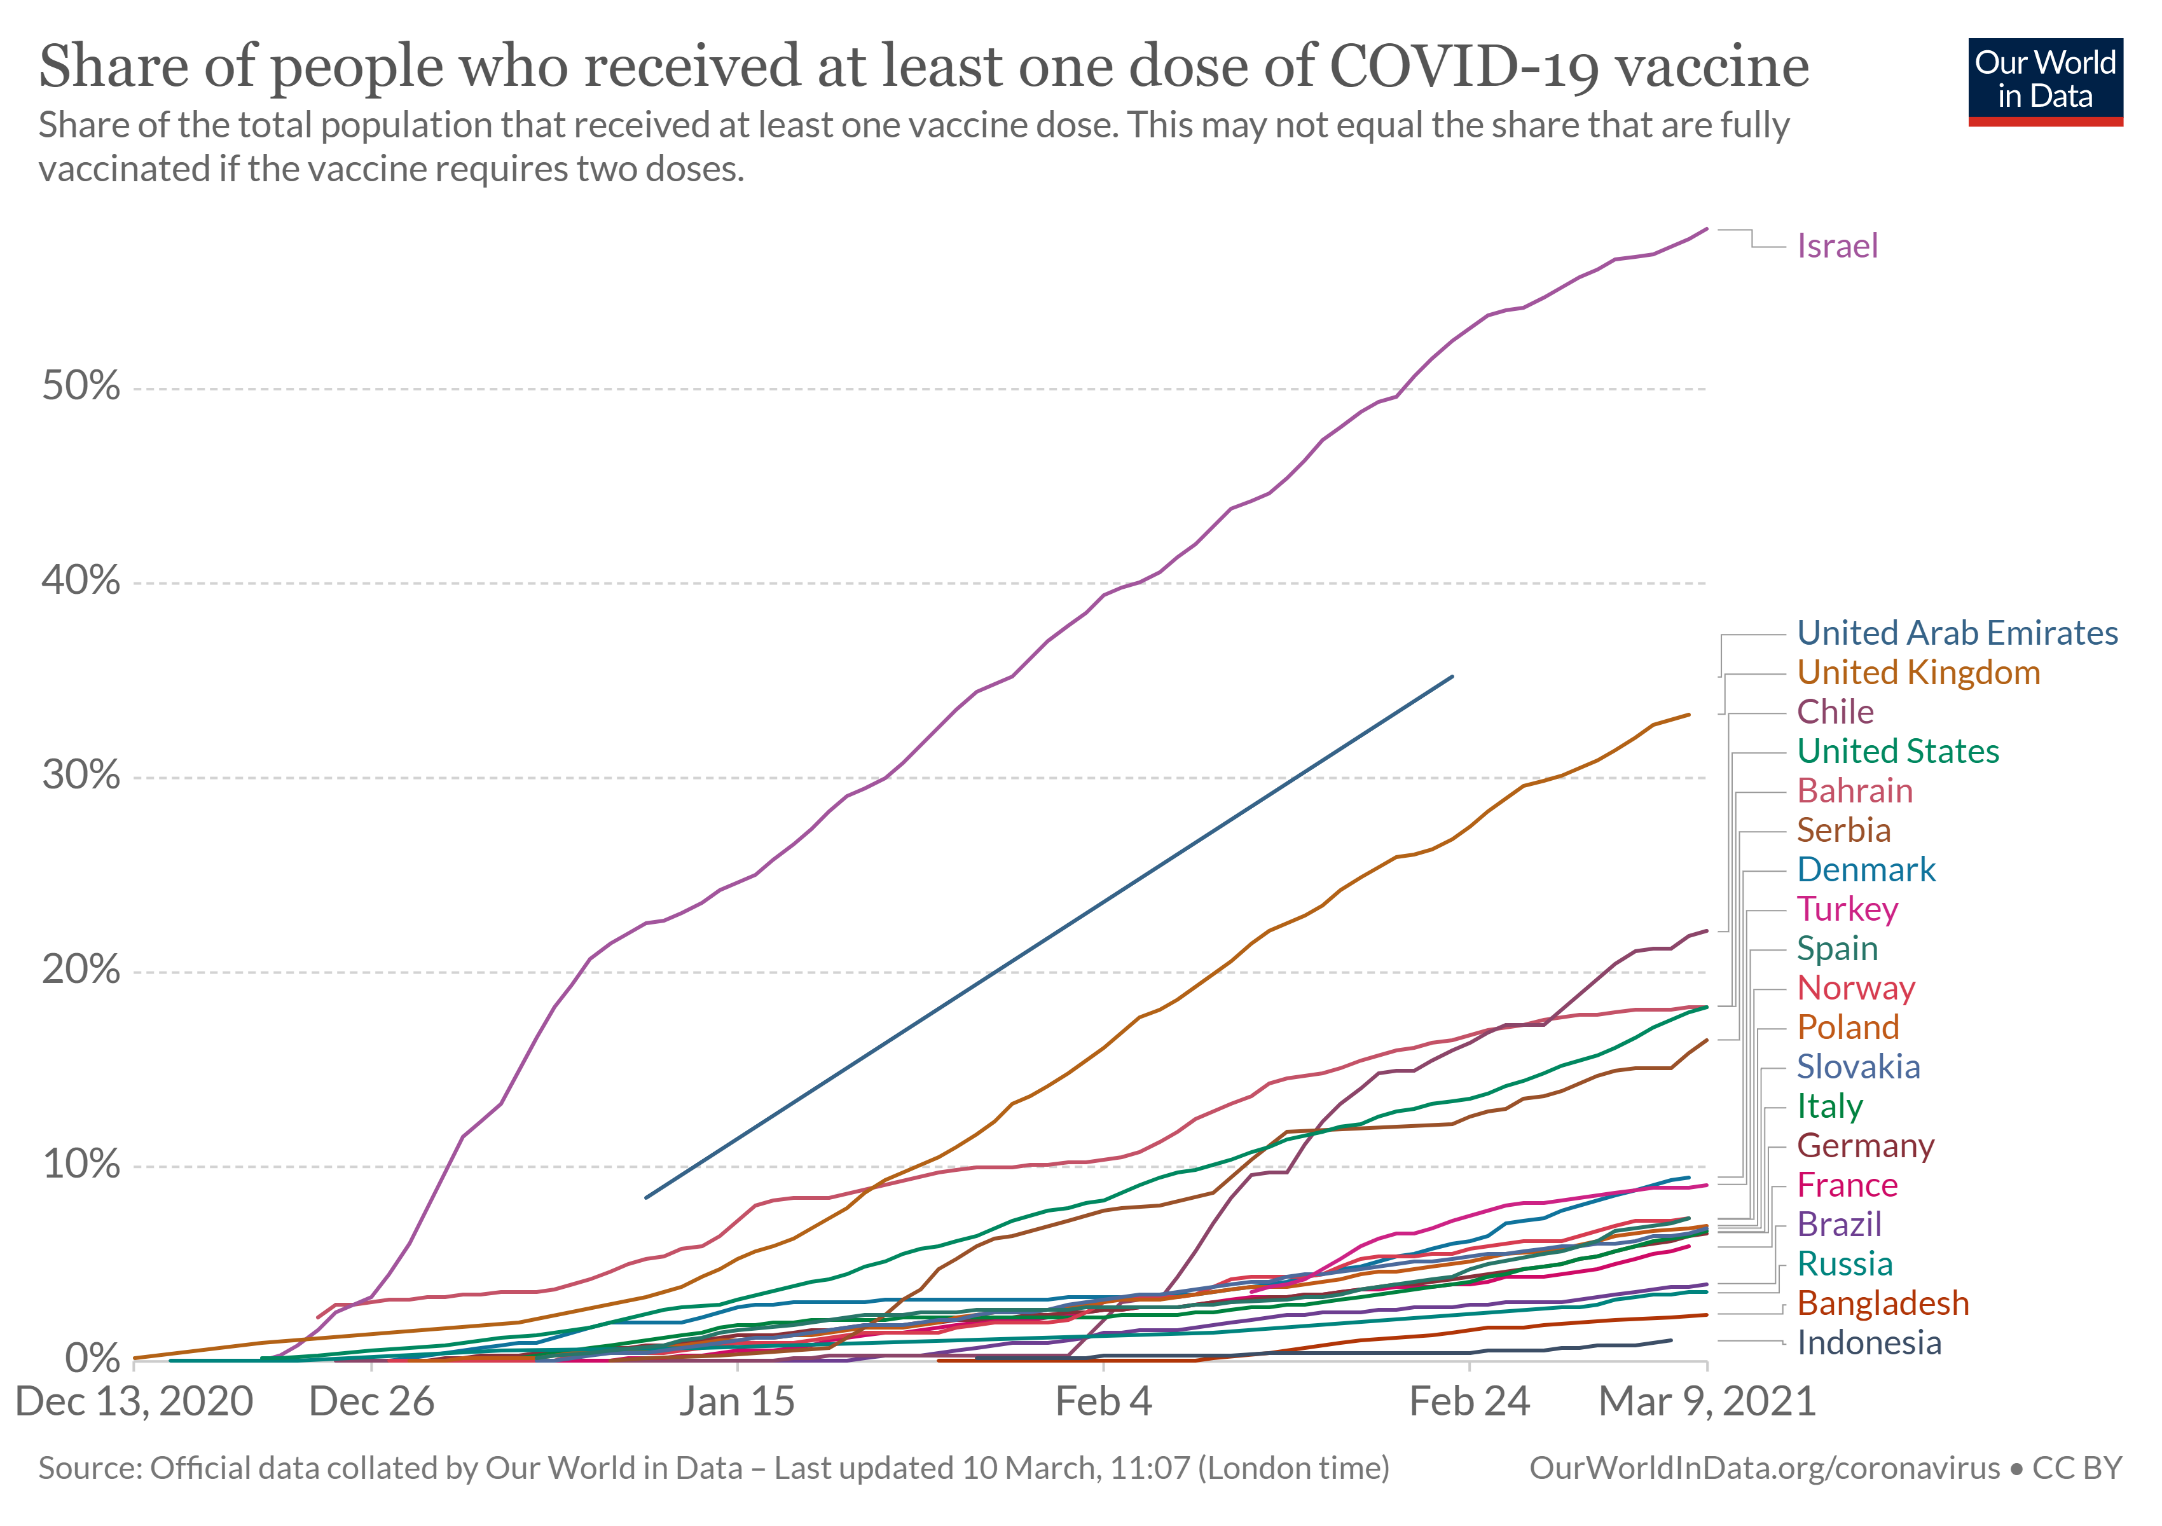 Share of people who received at least one dose of COVID-19 vaccine
Our World
in Data
Share of the total population that received at least one vaccine dose. This may not equal the share that are fully
vaccinated if the vaccine requires two doses.
Israel
50%
40%
United Arab Emirates
United Kingdom
Chile
United States
30%
Bahrain
Serbia
Denmark
Turkey
Spain
20%
Norway
Poland
Slovakia
Italy
Germany
10%
France
Brazil
Russia
Bangladesh
Indonesia
0%
Dec 13, 2020
Dec 26
Jan 15
Feb 4
Feb 24
Mar 9, 2021
Source: Official data collated by Our World in Data – Last updated 10 March, 11:07 (London time)
OurWorldInData.org/coronavirus • CC BY